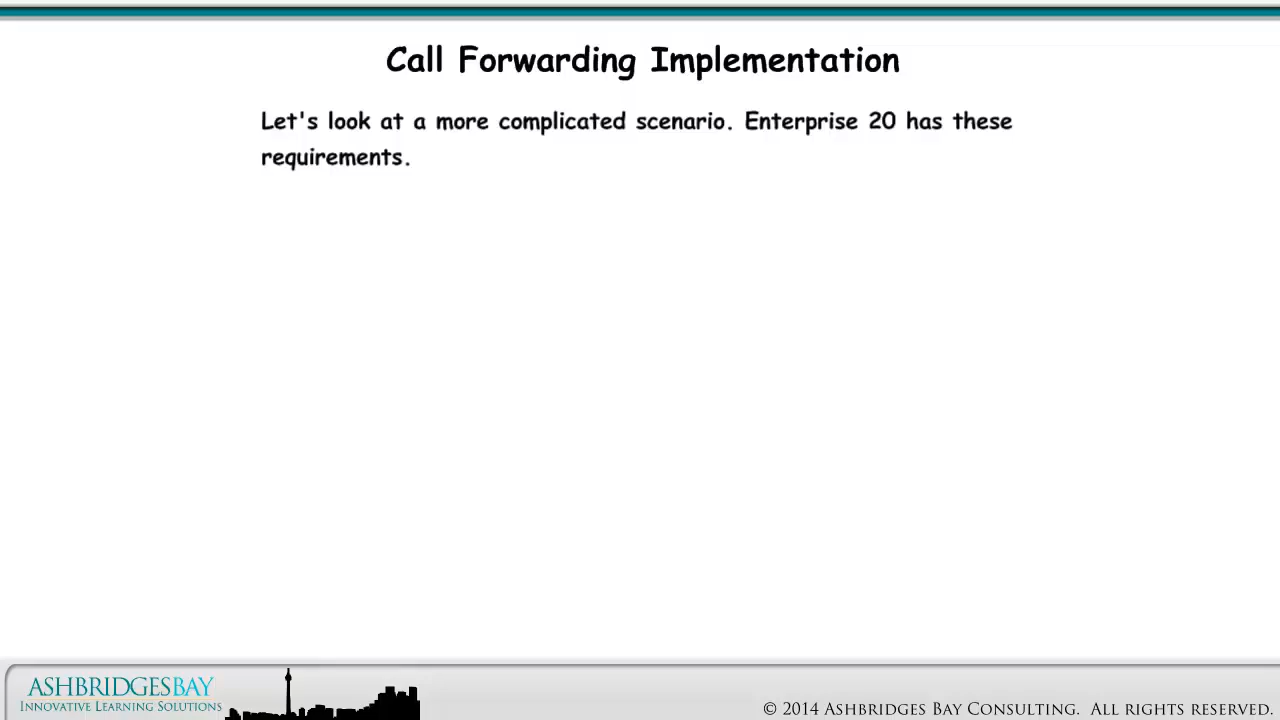 Call Forwarding Implementation
Let's look at a more complicated scenario. Enterprise 20 has these
requirements.
ASHBRIDGESBAY
INNOVATIVE LEARNING SOLUTIONS
© 2014 ASHBRIDGES BAY CONSULTING. ALL RIGHTS RESERVED.